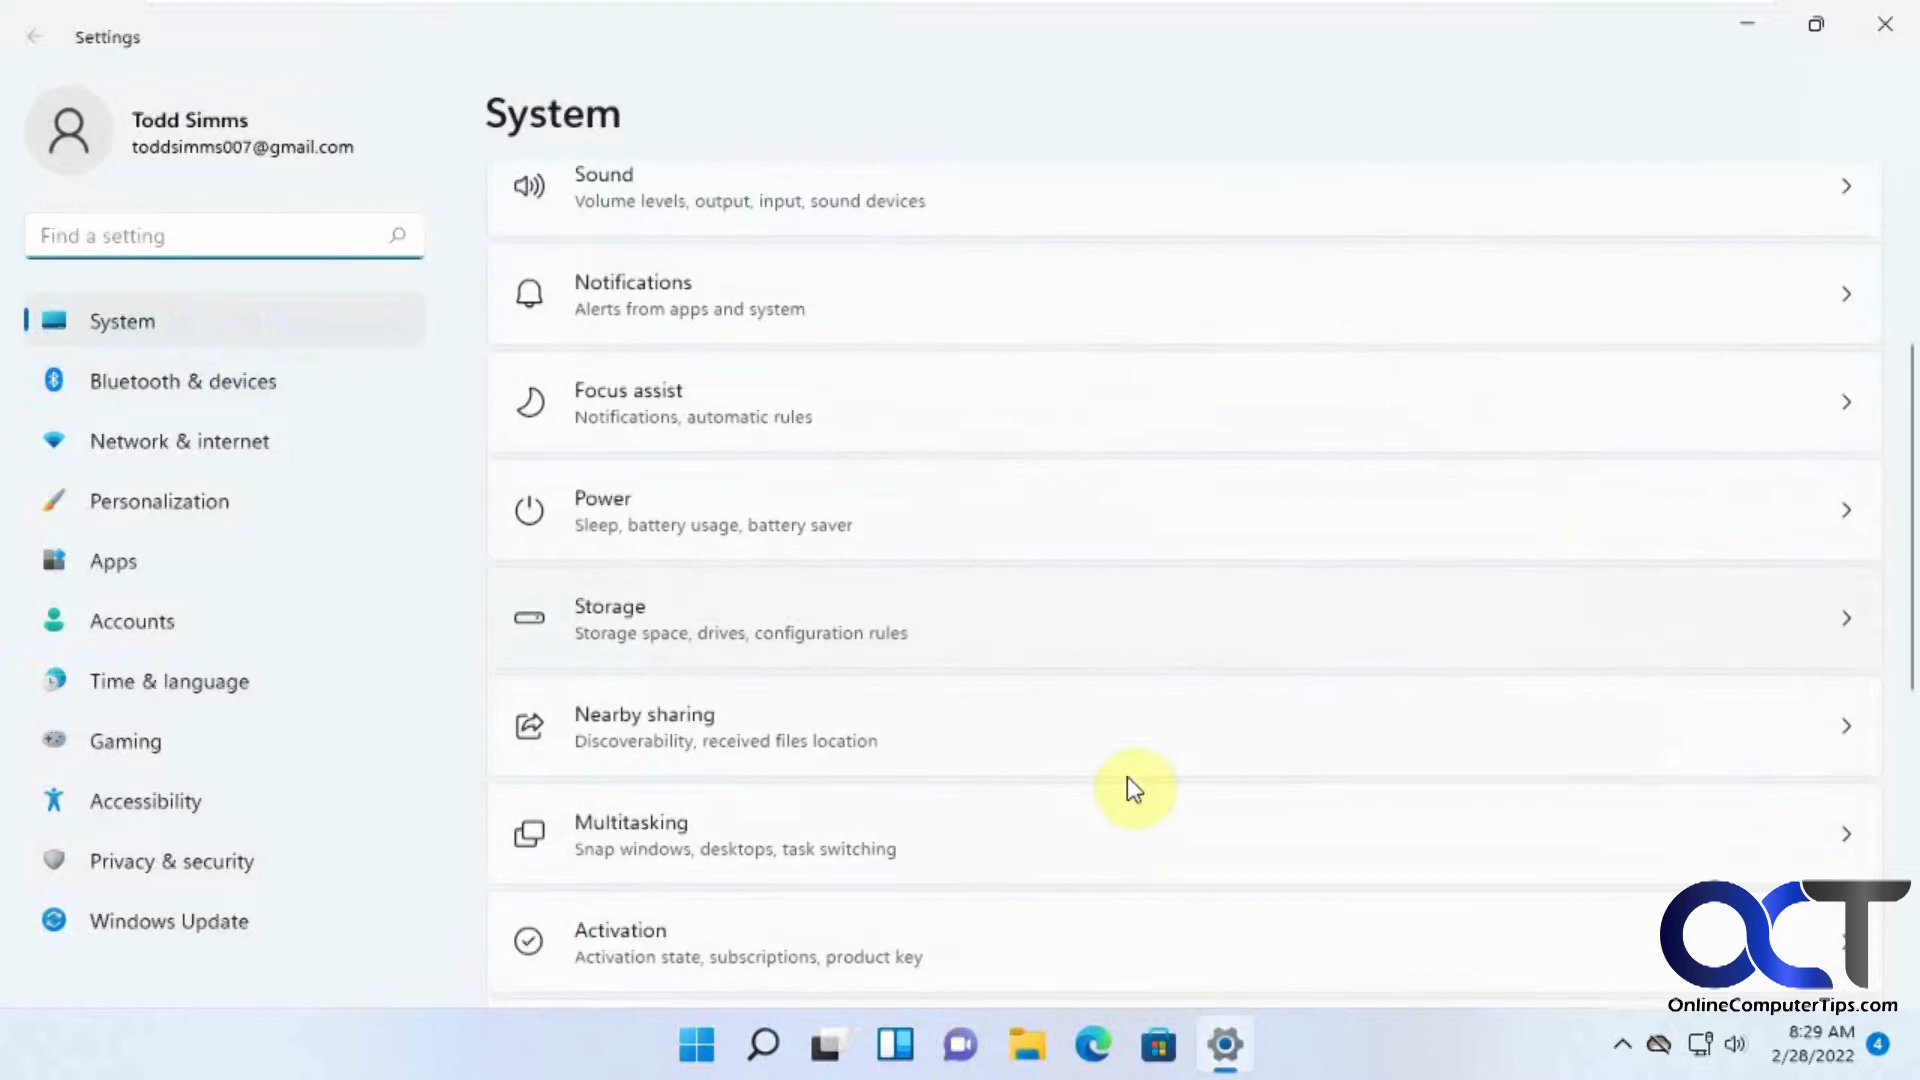 Settings
Todd Simms
toddsimms007@gmail.com
Find a setting
System
Bluetooth & devices
Network & internet
Personalization
Apps
Accounts
Time & language
Gaming
Accessibility
Privacy & security
Windows Update
System
Sound
Volume levels, output, input, sound devices
Notifications
Alerts from apps and system
Focus assist
Notifications, automatic rules
Power
Sleep, battery usage, battery saver
Storage
Storage space, drives, configuration rules
Nearby sharing
Discoverability, received files location
Multitasking
Snap windows, desktops, task switching
Activation
Activation state, subscriptions, product key
OCT
OnlineComputerTips.com
8:29 AM
2/28/2022
4